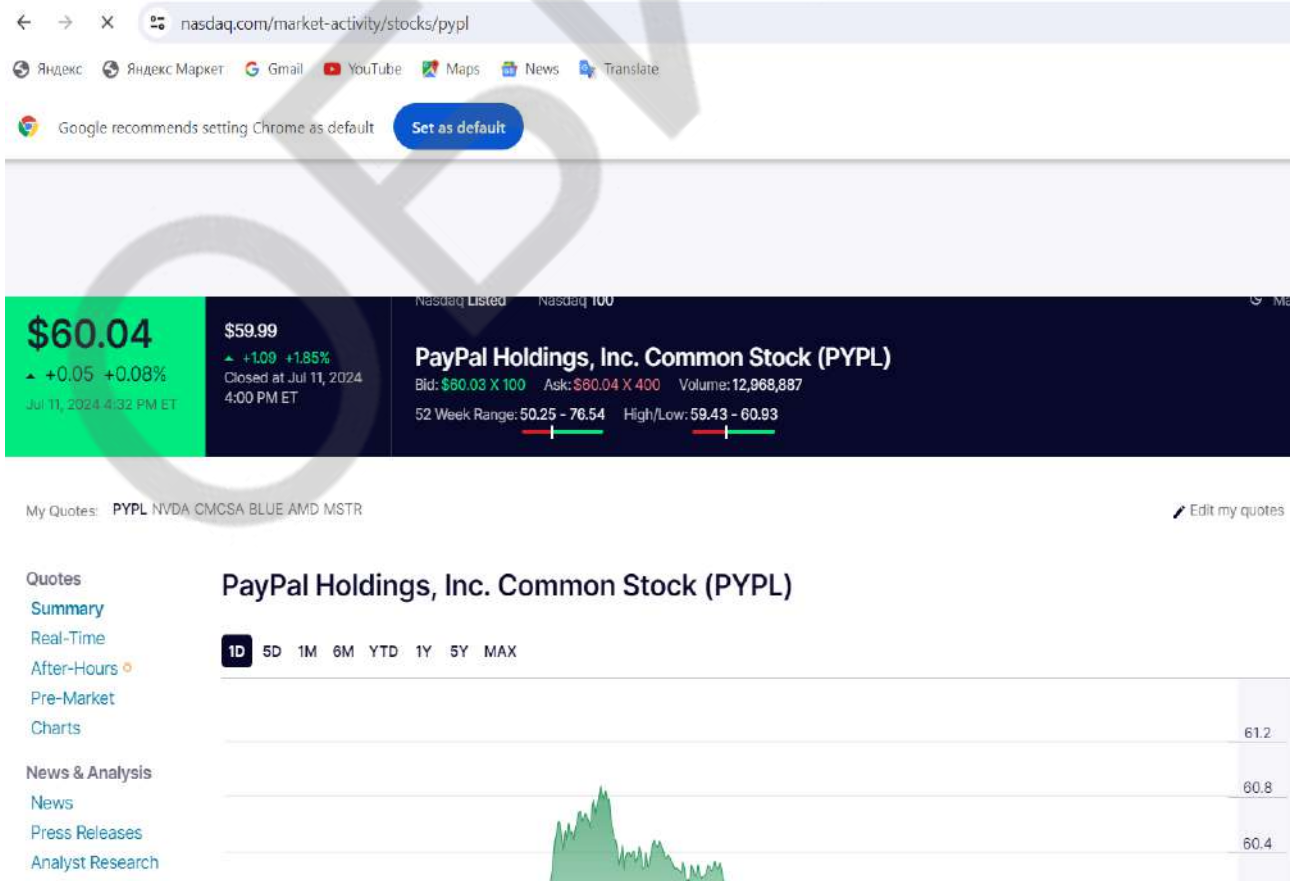 nasdaq.com/market-activity/stocks/pypl
Яндекс Яндекс Маркет Gmail YouTube Maps News Translate
Google recommends setting Chrome as default Set as default
Nasdaq Listed Nasdaq 100
$60.04
+0.05 +0.08%
Jul 11, 2024 4:32 PM ET
$59.99
+1.09 +1.85%
Closed at Jul 11, 2024
4:00 PM ET
PayPal Holdings, Inc. Common Stock (PYPL)
Bid: $60.03 X 100 Ask: $60.04 X 400 Volume: 12,968,887
52 Week Range: 50.25 - 76.54 High/Low: 59.43 - 60.93
My Quotes: PYPL NVDA CMCSA BLUE AMD MSTR
Edit my quotes
Quotes
Summary
Real-Time
After-Hours
Pre-Market
Charts
News & Analysis
News
Press Releases
Analyst Research
PayPal Holdings, Inc. Common Stock (PYPL)
1D 5D 1M 6M YTD 1Y 5Y MAX
61.2
60.8
60.4